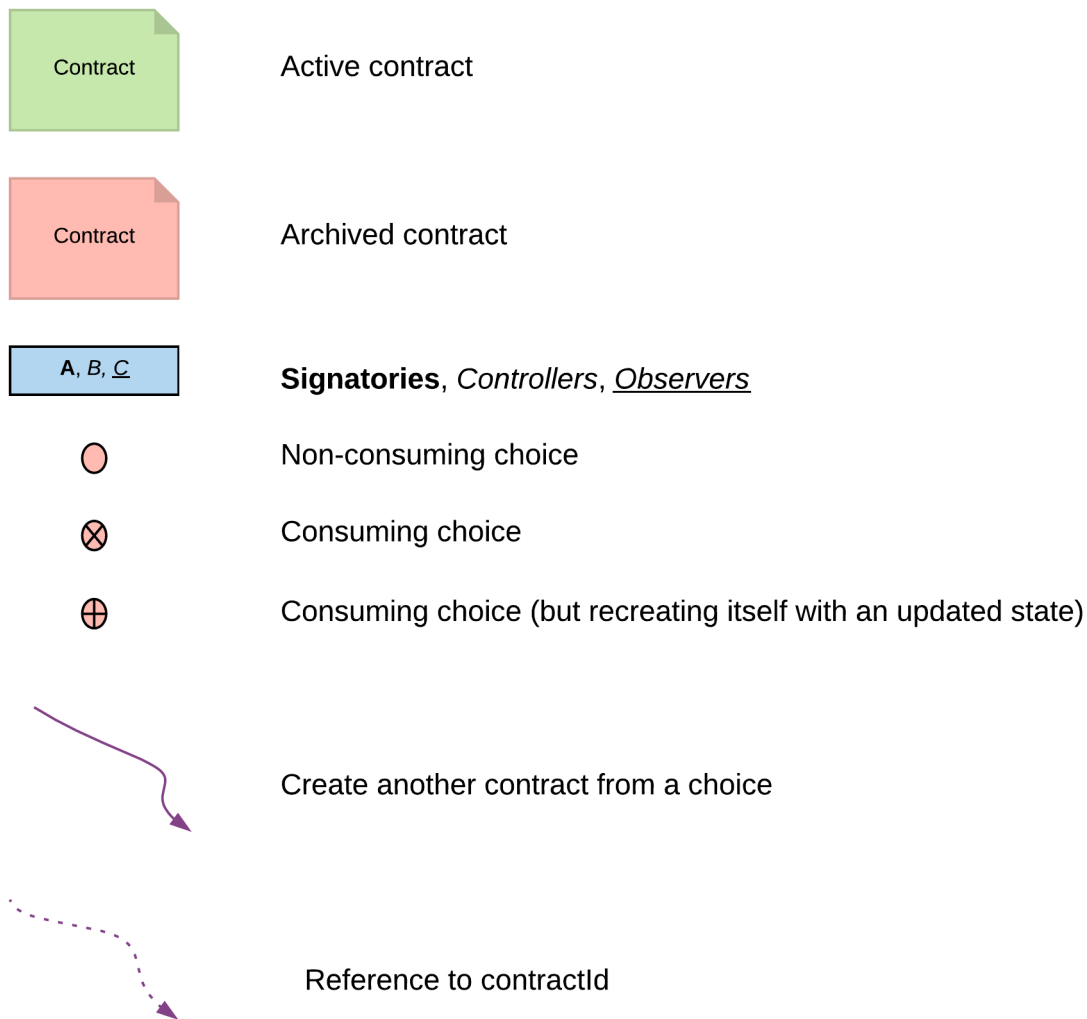 Contract
Active contract
Contract
Archived contract
A, B, C
Signatories, Controllers, Observers
Non-consuming choice
Consuming choice
Consuming choice (but recreating itself with an updated state)
Create another contract from a choice
Reference to contractId